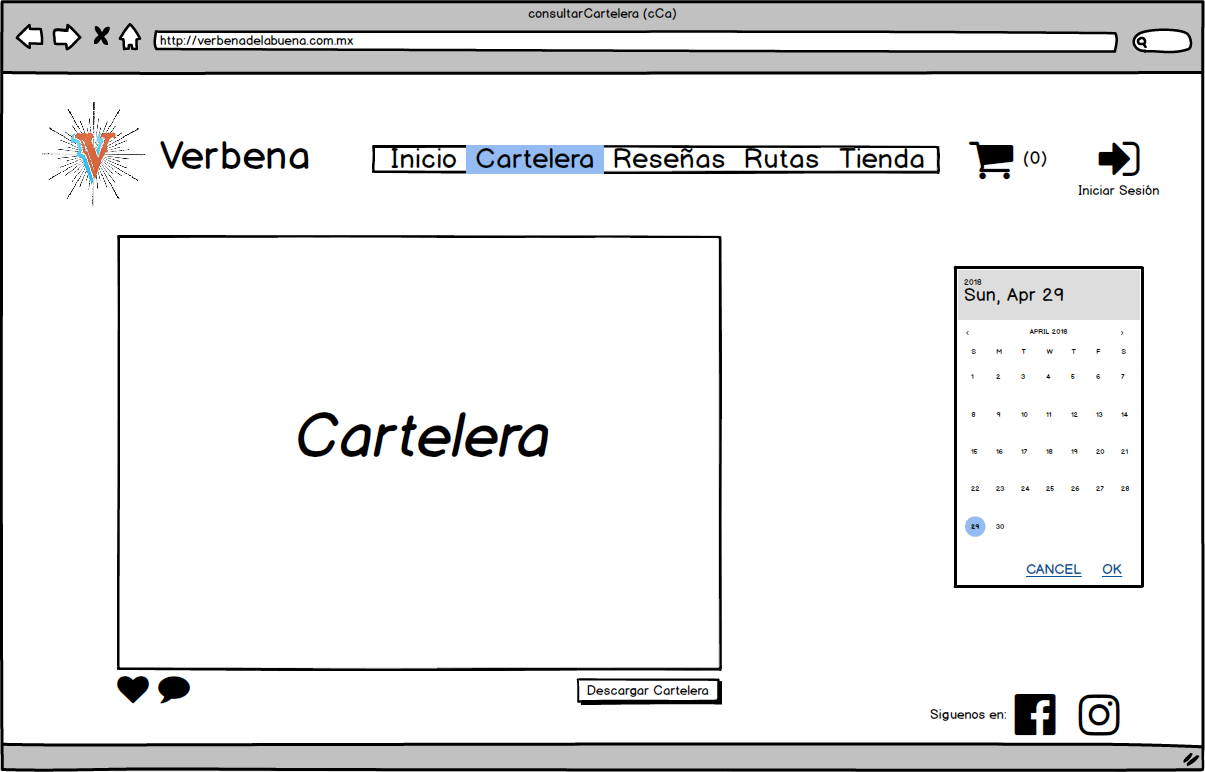 consultarCartelera (cCa)
http://verbenadelabuena.com.mx
V
Verbena
Inicio Cartelera Reseñas Rutas Tienda
(0)
Iniciar Sesión
Cartelera
2018
Sun, Apr 29
‹ APRIL 2018 ›
S M T W T F S
1 2 3 4 5 6 7
8 9 10 11 12 13 14
15 16 17 18 19 20 21
22 23 24 25 26 27 28
29 30
CANCEL OK
Descargar Cartelera
Siguenos en: